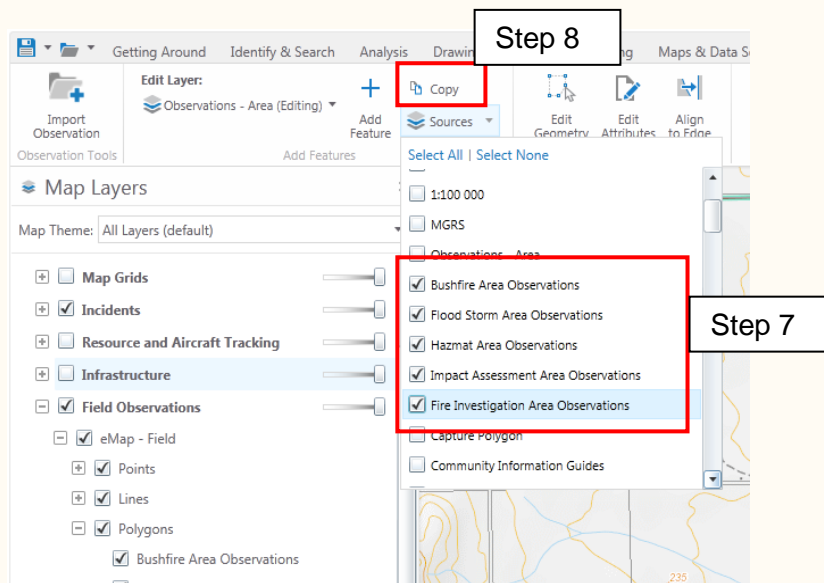 Step 8
Getting Around Identify & Search Analysis Drawin ng Maps & Data S
Import
Observation
Observation Tools
Edit Layer:
Observations - Area (Editing)
Add
Feature
Copy
Sources
Add Features
Edit
Geometry
Edit
Attributes
Align
to Edge
Map Layers
Map Theme: All Layers (default)
Map Grids
Incidents
Resource and Aircraft Tracking
Infrastructure
Field Observations
eMap - Field
Points
Lines
Polygons
Bushfire Area Observations
Select All | Select None
1:100 000
MGRS
Observations - Area
Bushfire Area Observations
Flood Storm Area Observations
Hazmat Area Observations
Impact Assessment Area Observations
Fire Investigation Area Observations
Capture Polygon
Community Information Guides
Step 7
235